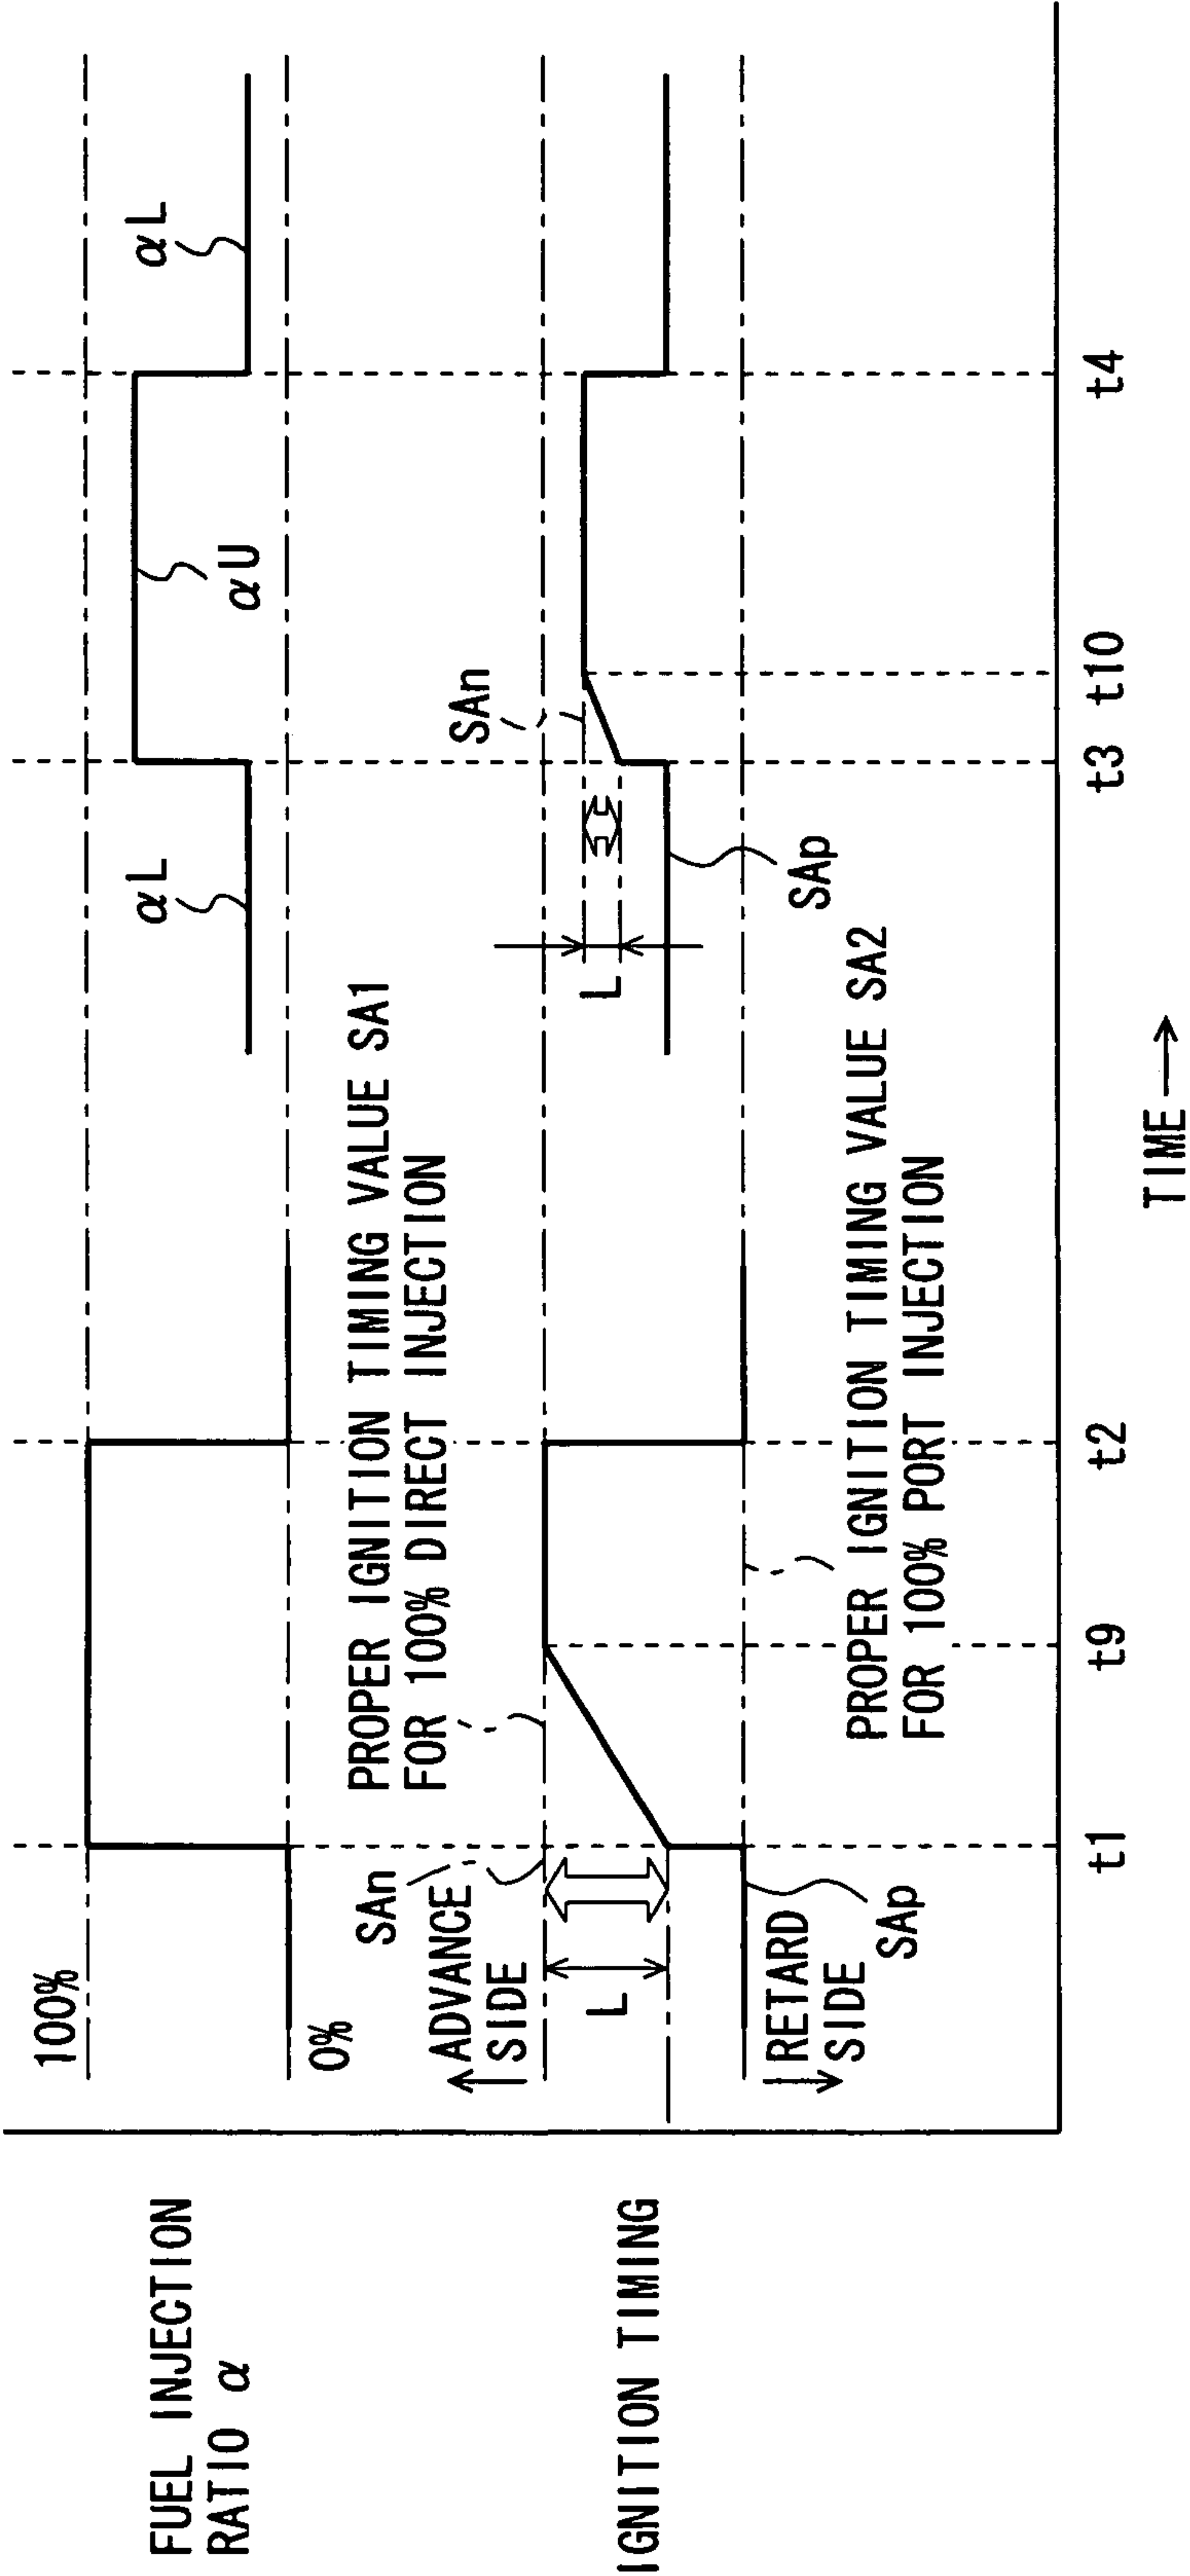 FUEL INJECTION
RATIO α
100%
0%
αL
αU
αL
IGNITION TIMING
ADVANCE
SIDE
SAn
PROPER IGNITION TIMING VALUE SA1
FOR 100% DIRECT INJECTION
L
L
SAn
RETARD
SIDE
SAp
PROPER IGNITION TIMING VALUE SA2
FOR 100% PORT INJECTION
SAp
t1
t9
t2
t3
t10
t4
TIME